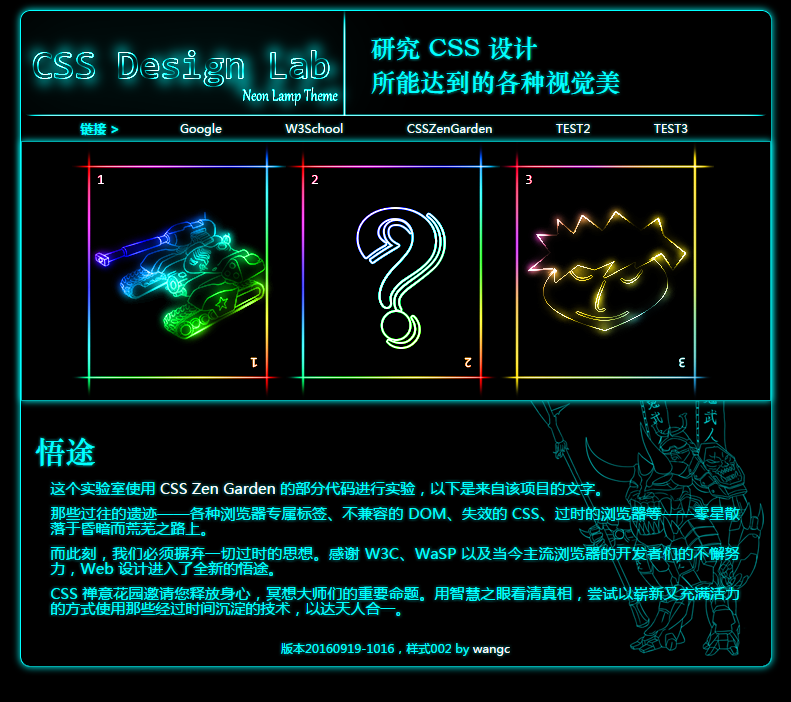 CSS Design Lab
Neon Lamp Theme
研究 CSS 设计
所能达到的各种视觉美
链接 > Google W3School CSSZenGarden TEST2 TEST3
1 2 3
1 2 3
武人
悟途
这个实验室使用 CSS Zen Garden 的部分代码进行实验，以下是来自该项目的文字。
那些过往的遗迹——各种浏览器专属标签、不兼容的 DOM、失效的 CSS、过时的浏览器等——零星散
落于昏暗而荒芜之路上。
而此刻，我们必须摒弃一切过时的思想。感谢 W3C、WaSP 以及当今主流浏览器的开发者们的不懈努
力，Web 设计进入了全新的悟途。
CSS 禅意花园邀请您释放身心，冥想大师们的重要命题。用智慧之眼看清真相，尝试以崭新又充满活力
的方式使用那些经过时间沉淀的技术，以达天人合一。
版本20160919-1016，样式002 by wangc